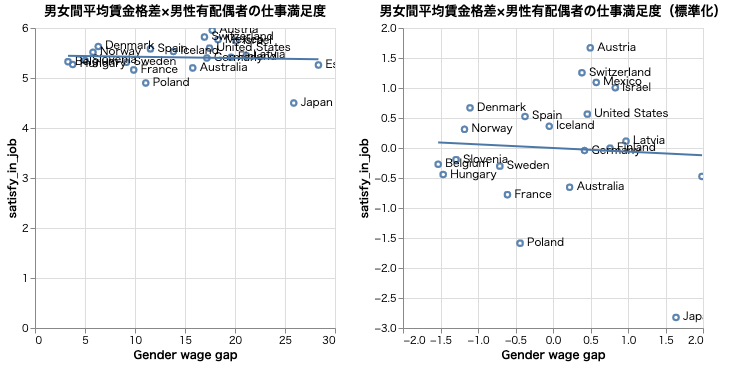 男女間平均賃金格差×男性有配偶者の仕事満足度
6
5
4
3
2
1
0
satisfy_in_job
Austria
Switzerland
Mexico
Israel
Denmark
United States
Norway
Spain
Iceland
Latvia
Belgium
Slovenia
Germany
Hungary
Sweden
France
Australia
Es
Poland
Japan
0
5
10
15
20
25
30
Gender wage gap
男女間平均賃金格差×男性有配偶者の仕事満足度（標準化）
2.0
1.5
1.0
0.5
0.0
−0.5
−1.0
−1.5
−2.0
−2.5
−3.0
satisfy_in_job
Austria
Switzerland
Mexico
Israel
Denmark
United States
Spain
Iceland
Norway
Latvia
Finland
Germany
Slovenia
Belgium
Sweden
Hungary
Australia
France
Poland
Jap
−2.0
−1.5
−1.0
−0.5
0.0
0.5
1.0
1.5
2.0
Gender wage gap